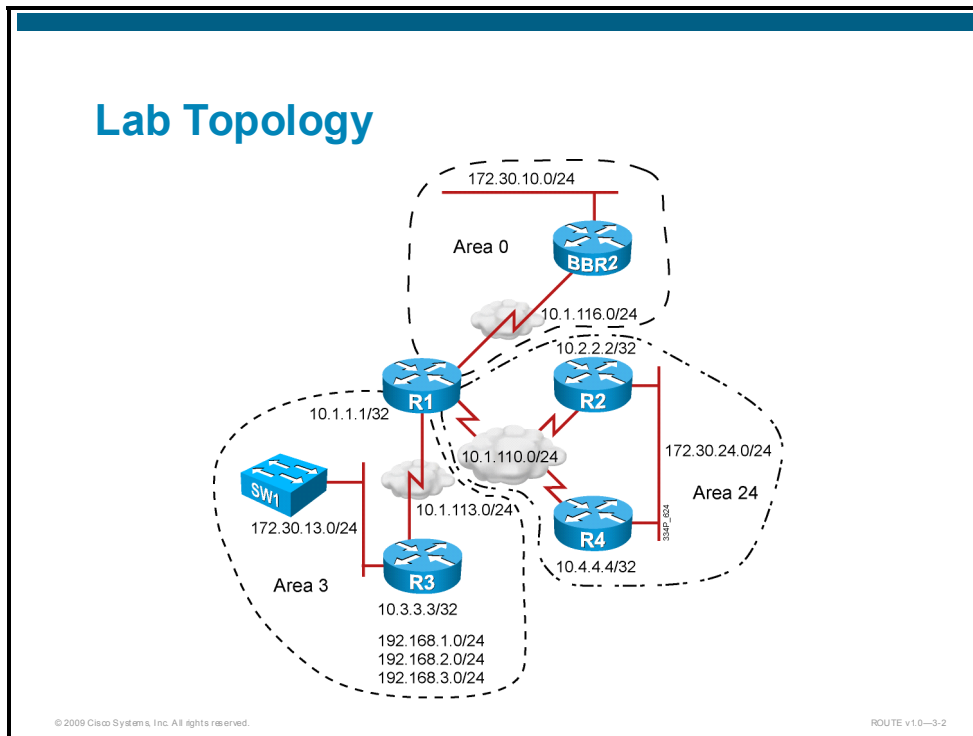 Lab Topology
172.30.10.0/24
Area 0
BBR2
10.1.116.0/24
10.2.2.2/32
R1
R2
10.1.1.1/32
10.1.110.0/24
172.30.24.0/24
SW1
Area 24
10.1.113.0/24
334P_624
172.30.13.0/24
R4
R3
10.4.4.4/32
Area 3
10.3.3.3/32
192.168.1.0/24
192.168.2.0/24
192.168.3.0/24
© 2009 Cisco Systems, Inc. All rights reserved.
ROUTE v1.0—3-2